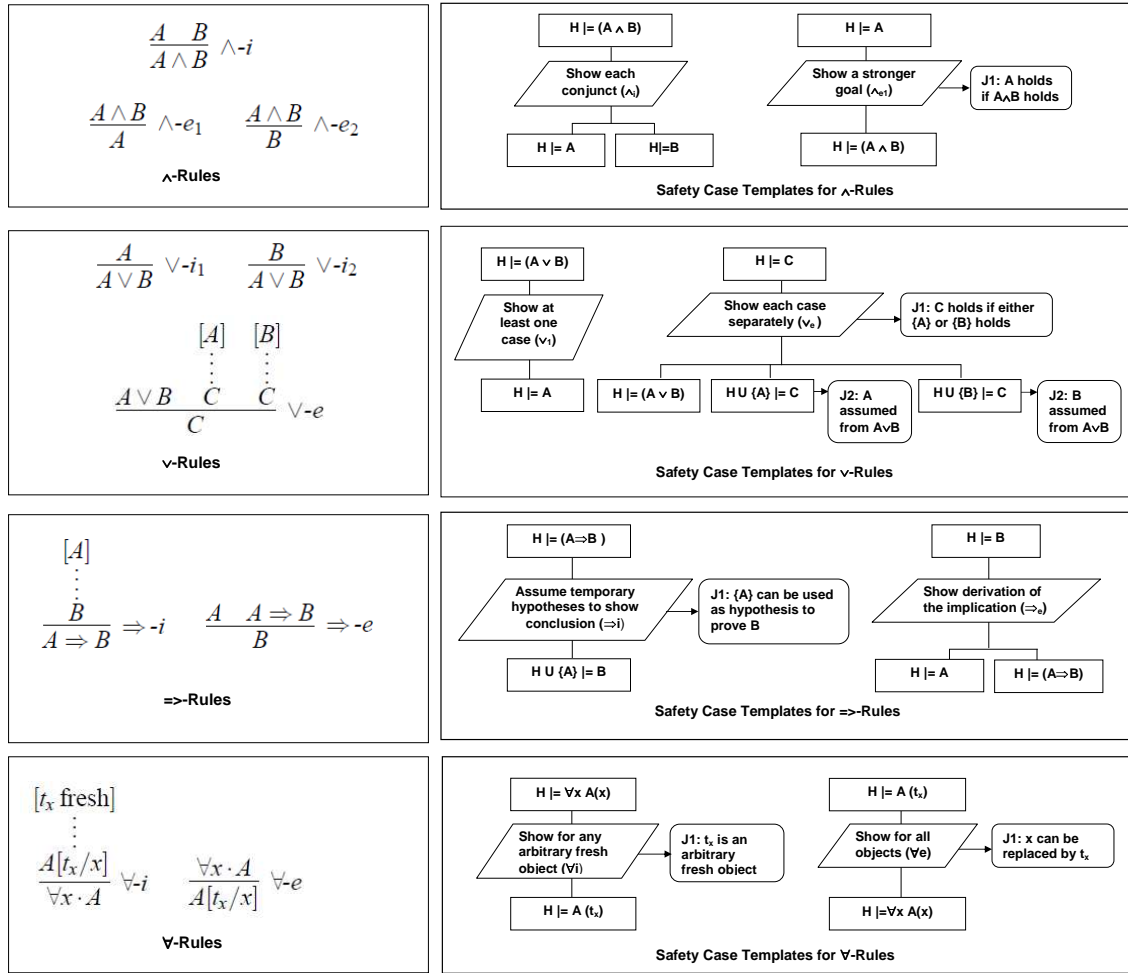 A B
A ∧ B
∧-i
A ∧ B
A
∧-e₁
A ∧ B
B
∧-e₂
∧-Rules
H |= (A ∧ B)
Show each
conjunct (∧i)
H |= A
H|=B
H |= A
Show a stronger
goal (∧e1)
J1: A holds
if A∧B holds
H |= (A ∧ B)
Safety Case Templates for ∧-Rules
A
A ∨ B
∨-i₁
B
A ∨ B
∨-i₂
[A] [B]
A ∨ B C C
C
∨-e
∨-Rules
H |= (A ∨ B)
Show at
least one
case (∨1)
H |= A
H |= C
Show each case
separately (∨e)
J1: C holds if either
{A} or {B} holds
H |= (A ∨ B)
H U {A} |= C
J2: A
assumed
from A∨B
H U {B} |= C
J2: B
assumed
from A∨B
Safety Case Templates for ∨-Rules
[A]
B
A ⇒ B
⇒-i
A A ⇒ B
B
⇒-e
=>-Rules
H |= (A⇒B )
Assume temporary
hypotheses to show
conclusion (⇒i)
J1: {A} can be used
as hypothesis to
prove B
H U {A} |= B
H |= B
Show derivation of
the implication (⇒e)
H |= A
H |= (A⇒B)
Safety Case Templates for =>-Rules
[tₓ fresh]
A[tₓ/x]
∀x · A
∀-i
∀x · A
A[tₓ/x]
∀-e
∀-Rules
H |= ∀x A(x)
Show for any
arbitrary fresh
object (∀i)
J1: tₓ is an
arbitrary
fresh object
H |= A (tₓ)
H |= A (tₓ)
Show for all
objects (∀e)
J1: x can be
replaced by tₓ
H |=∀x A(x)
Safety Case Templates for ∀-Rules